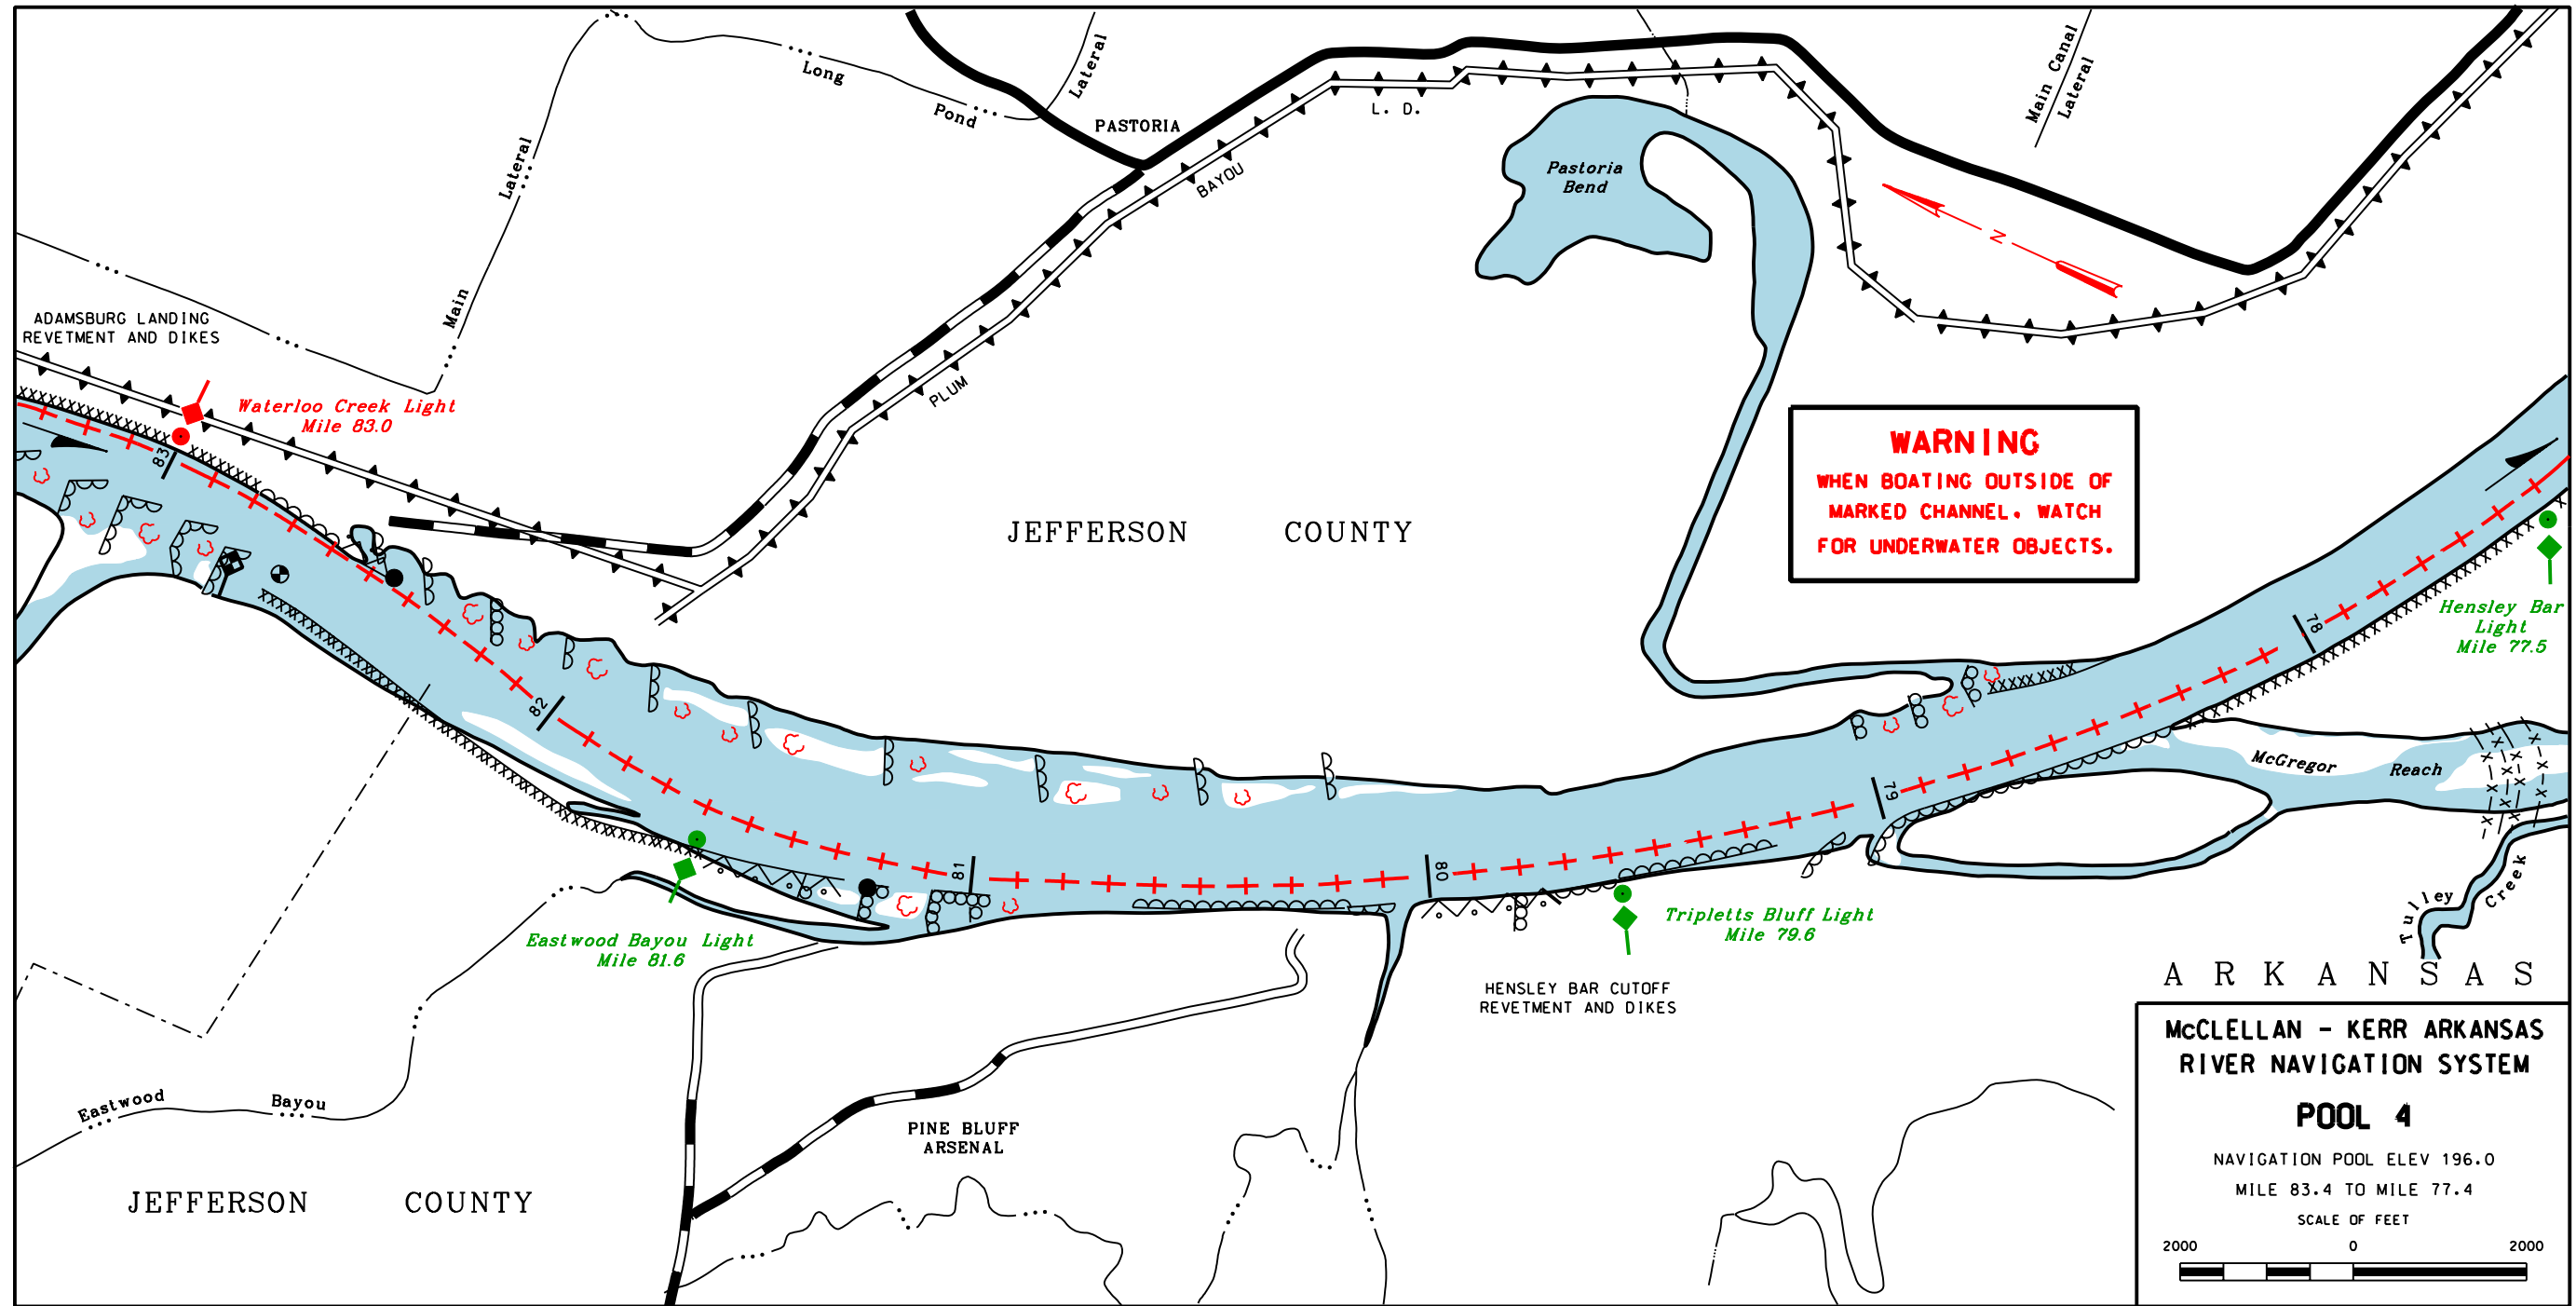 Long
Pond
Lateral
PASTORIA
L. D.
BAYOU
PLUM
Pastoria
Bend
Main Canal
Lateral
N
Lateral
Main
ADAMSBURG LANDING
REVETMENT AND DIKES
Waterloo Creek Light
Mile 83.0
83
JEFFERSON COUNTY
WARNING
WHEN BOATING OUTSIDE OF
MARKED CHANNEL, WATCH
FOR UNDERWATER OBJECTS.
Hensley Bar
Light
Mile 77.5
78
82
79
McGregor Reach
81
80
Tulley Creek
Eastwood Bayou Light
Mile 81.6
Tripletts Bluff Light
Mile 79.6
HENSLEY BAR CUTOFF
REVETMENT AND DIKES
ARKANSAS
Eastwood Bayou
PINE BLUFF
ARSENAL
JEFFERSON COUNTY
McCLELLAN - KERR ARKANSAS
RIVER NAVIGATION SYSTEM
POOL 4
NAVIGATION POOL ELEV 196.0
MILE 83.4 TO MILE 77.4
SCALE OF FEET
2000 0 2000